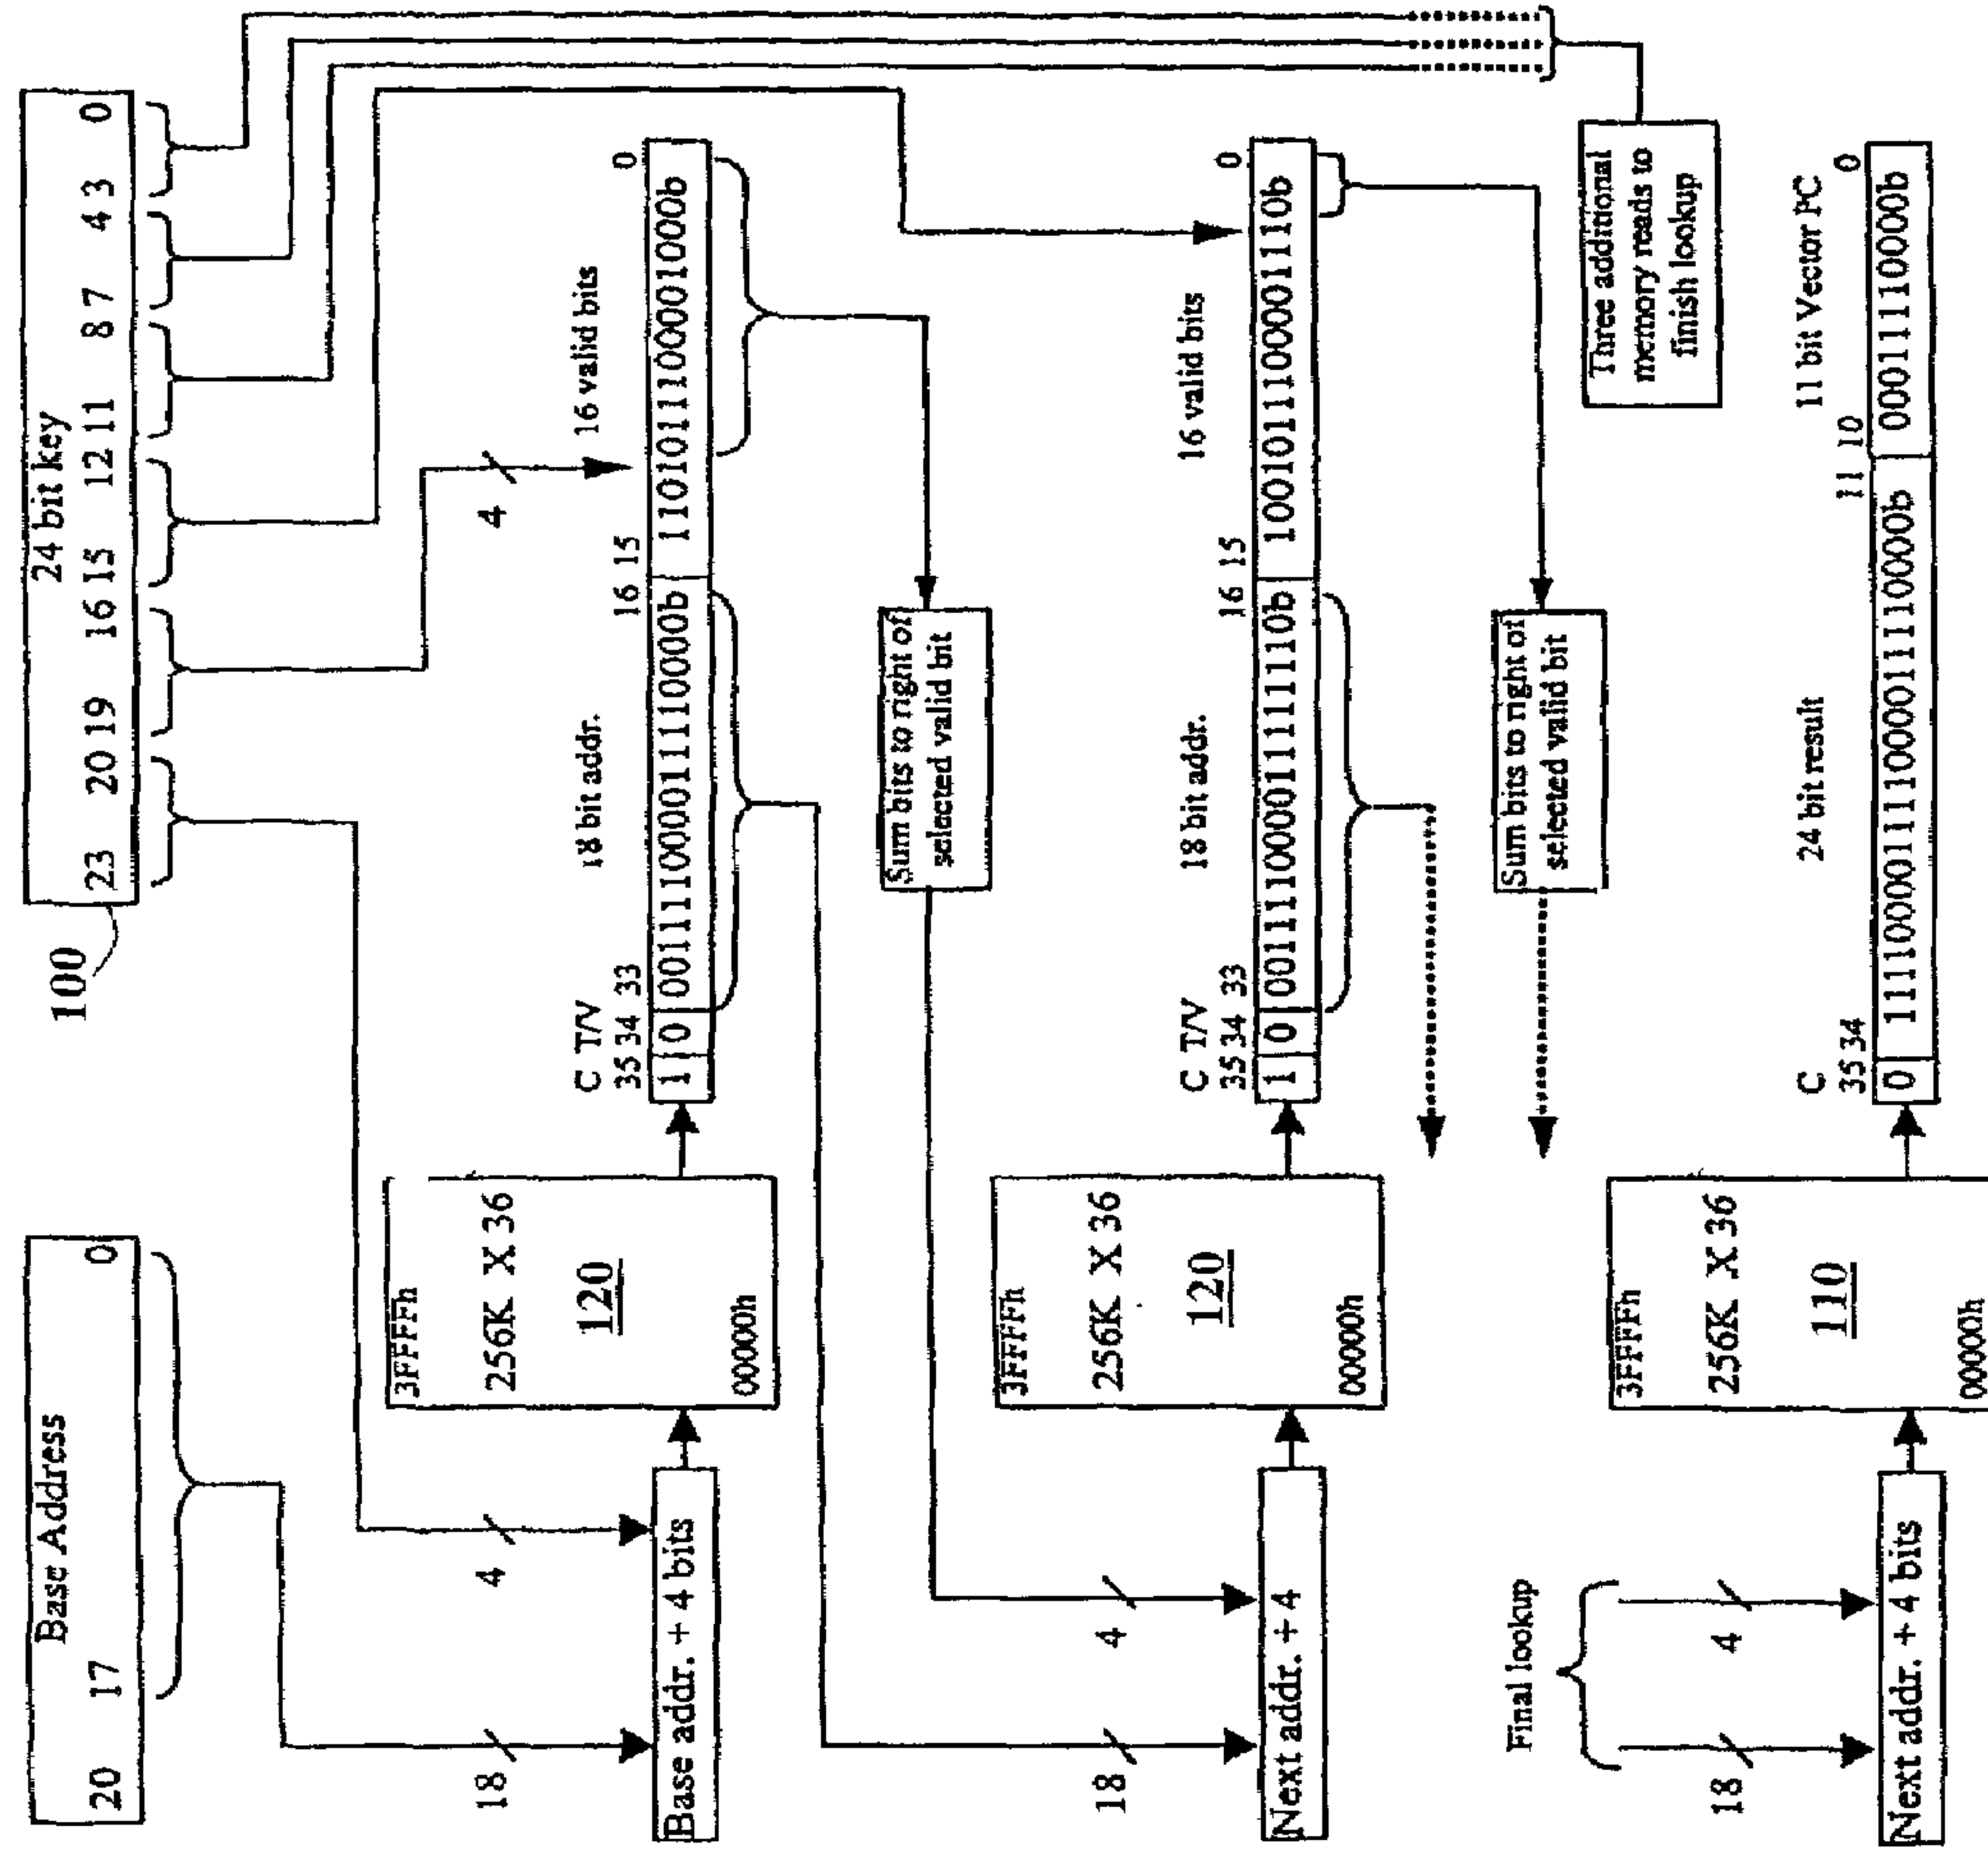 Base Address
20 17 0
24 bit key
23 20 19 16 15 12 11 8 7 4 3 0
100
18
4
Base addr. + 4 bits
3FFFFh
256K X 36
120
00000h
C T/V
18 bit addr.
16 valid bits
35 34 33 16 15 0
1 0 001111000011110000b 1101011100001000b
4
Sum bits to right of
selected valid bit
18
4
Next addr. + 4
3FFFFh
256K X 36
120
00000h
C T/V
18 bit addr.
16 valid bits
35 34 33 16 15 0
1 0 001111000011111110b 1001011100001110b
Sum bits to right of
selected valid bit
Three additional
memory reads to
finish lookup
Final lookup
18
4
Next addr. + 4 bits
3FFFFh
256K X 36
110
00000h
C
24 bit result
11 bit Vector PC
35 34 11 10 0
0 111100001111000011110000b 00011110000b